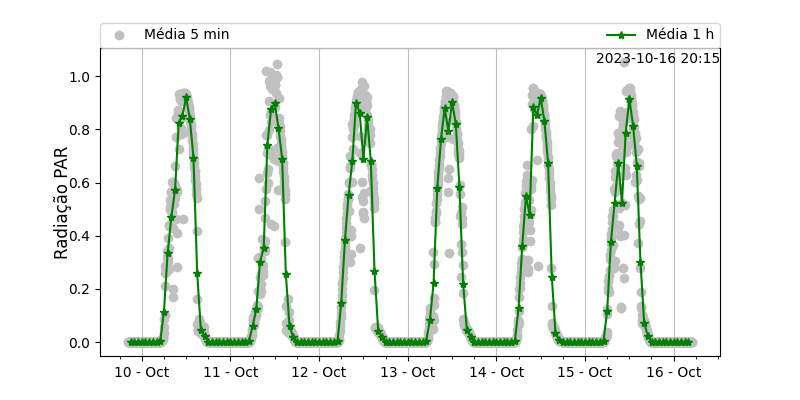 Média 5 min
Média 1 h
2023-10-16 20:15
Radiação PAR
1.0
0.8
0.6
0.4
0.2
0.0
10 - Oct
11 - Oct
12 - Oct
13 - Oct
14 - Oct
15 - Oct
16 - Oct